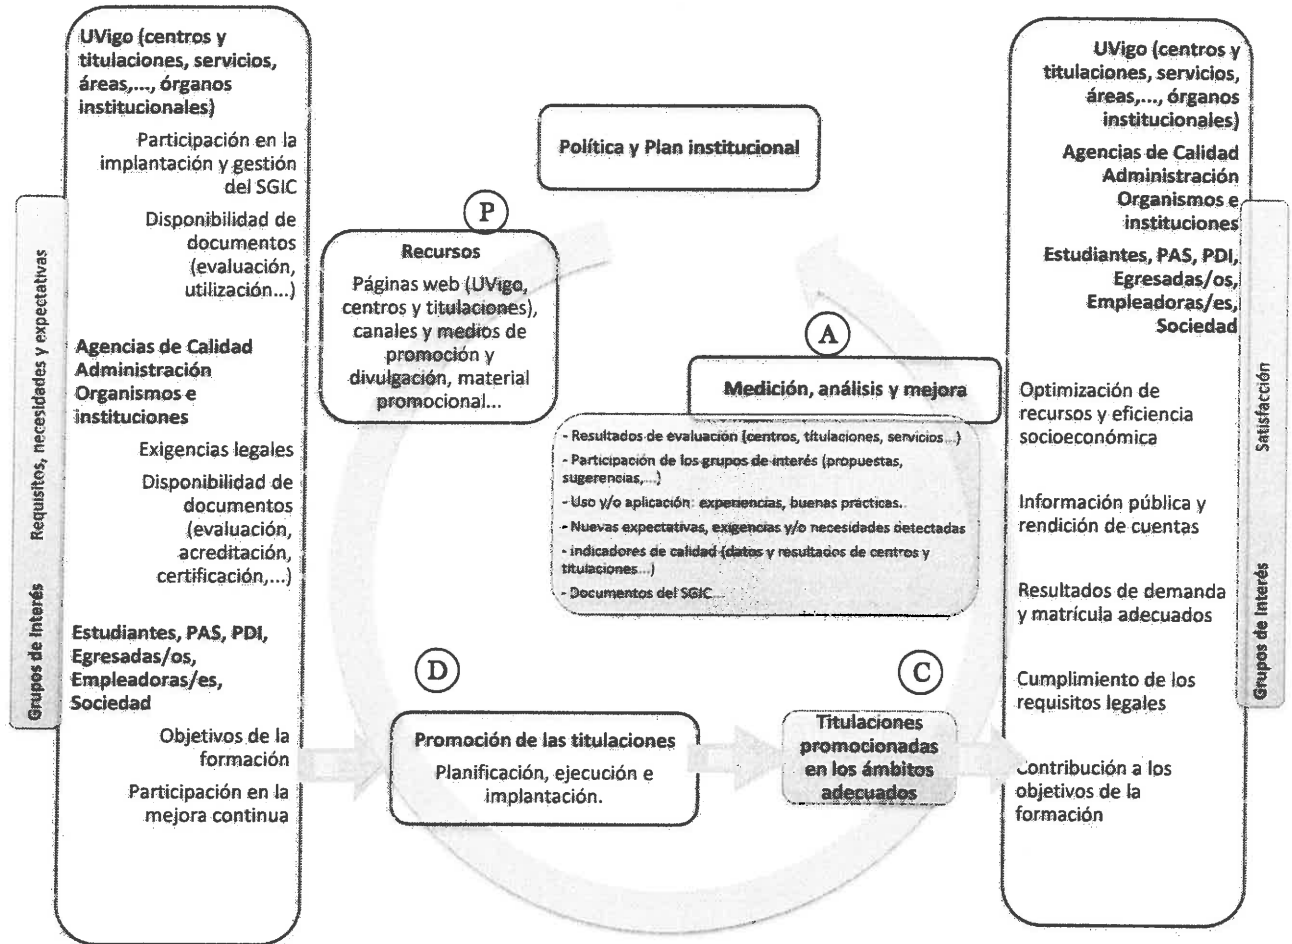 UVigo (centros y
titulaciones, servicios,
áreas,..., órganos
institucionales)
Participación en la
implantación y gestión
del SGIC
Disponibilidad de
documentos
(evaluación,
utilización...)
Agencias de Calidad
Administración
Organismos e
instituciones
Exigencias legales
Disponibilidad de
documentos
(evaluación,
acreditación,
certificación,...)
Estudiantes, PAS, PDI,
Egresadas/os,
Empleadoras/es,
Sociedad
Objetivos de la
formación
Participación en la
mejora continua
Grupos de Interés Requisitos, necesidades y expectativas
Política y Plan institucional
P
Recursos
Páginas web (UVigo,
centros y titulaciones),
canales y medios de
promoción y
divulgación, material
promocional...
A
Medición, análisis y mejora
- Resultados de evaluación (centros, titulaciones, servicios...)
- Participación de los grupos de interés (propuestas,
sugerencias,...)
- Uso y/o aplicación: experiencias, buenas prácticas.
- Nuevas expectativas, exigencias y/o necesidades detectadas
- indicadores de calidad (datos y resultados de centros y
titulaciones...)
- Documentos del SGIC...
D
Promoción de las titulaciones
Planificación, ejecución e
implantación.
C
Titulaciones
promocionadas
en los ámbitos
adecuados
UVigo (centros y
titulaciones, servicios,
áreas,..., órganos
institucionales)
Agencias de Calidad
Administración
Organismos e
instituciones
Estudiantes, PAS, PDI,
Egresadas/os,
Empleadoras/es,
Sociedad
Optimización de
recursos y eficiencia
socioeconómica
Información pública y
rendición de cuentas
Resultados de demanda
y matrícula adecuados
Cumplimiento de los
requisitos legales
Contribución a los
objetivos de la
formación
Grupos de Interés Satisfacción